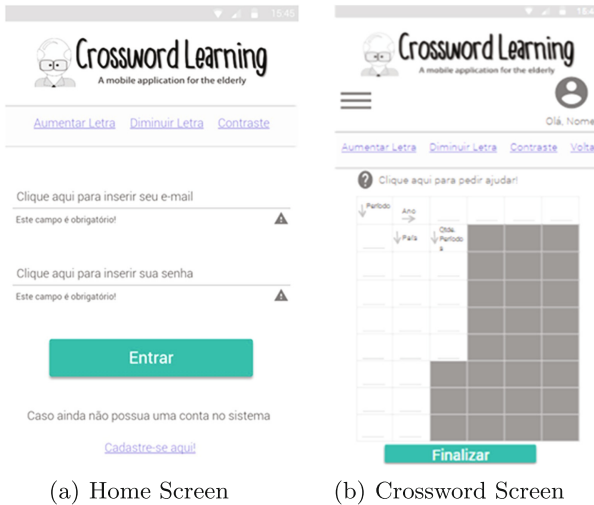 15:45
Crossword Learning
A mobile application for the elderly
Aumentar Letra Diminuir Letra Contraste
Clique aqui para inserir seu e-mail
Este campo é obrigatório!
Clique aqui para inserir sua senha
Este campo é obrigatório!
Entrar
Caso ainda não possua uma conta no sistema
Cadastre-se aqui!
(a) Home Screen
Crossword Learning
A mobile application for the elderly
Olá, Nome
Aumentar Letra Diminuir Letra Contraste Volta
Clique aqui para pedir ajudar!
Período
Ano
País
Qtde.
Período
s
Finalizar
(b) Crossword Screen